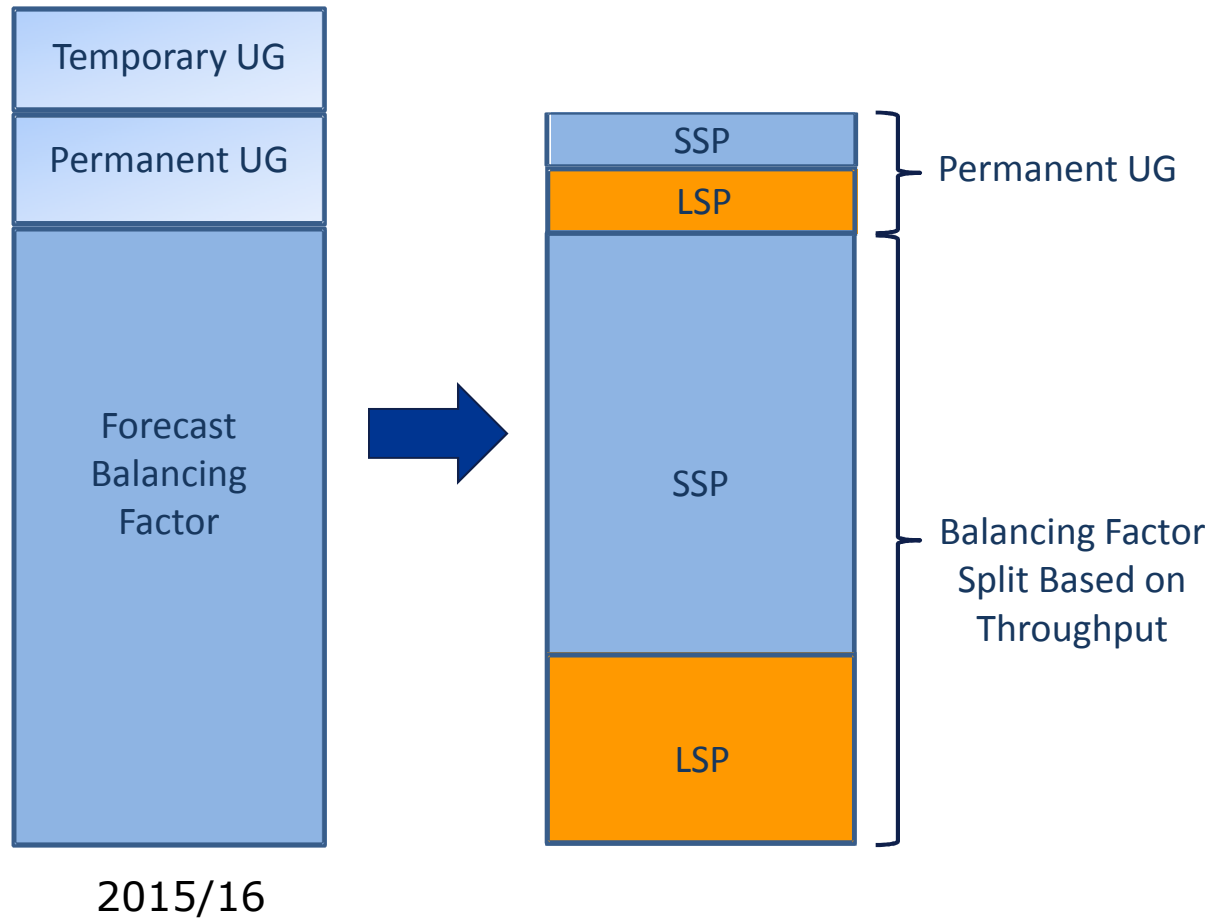 Temporary UG
Permanent UG
Forecast
Balancing
Factor
2015/16
SSP
LSP
SSP
LSP
Permanent UG
Balancing Factor
Split Based on
Throughput